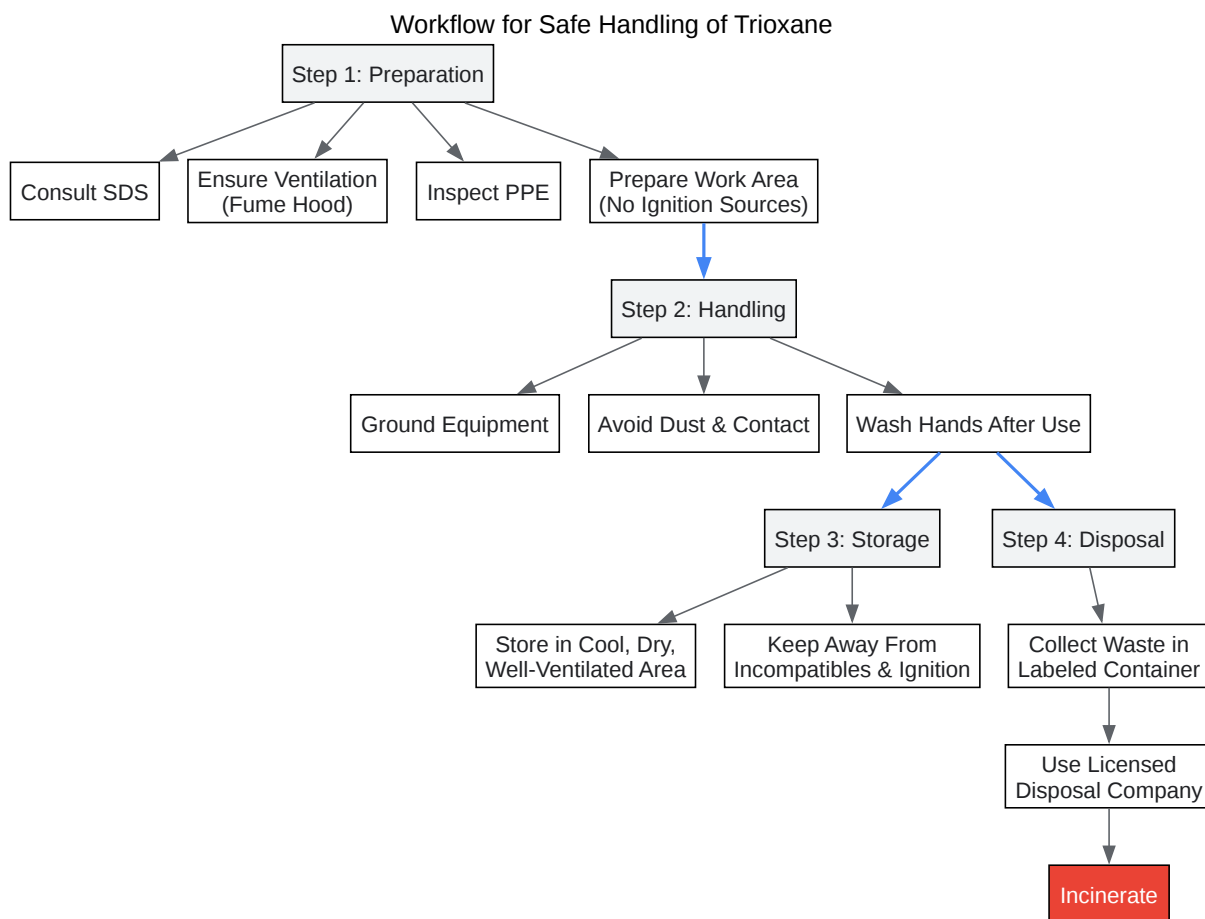 Workflow for Safe Handling of Trioxane
Step 1: Preparation
Consult SDS
Ensure Ventilation
(Fume Hood)
Inspect PPE
Prepare Work Area
(No Ignition Sources)
Step 2: Handling
Ground Equipment
Avoid Dust & Contact
Wash Hands After Use
Step 3: Storage
Step 4: Disposal
Store in Cool, Dry,
Well-Ventilated Area
Keep Away From
Incompatibles & Ignition
Collect Waste in
Labeled Container
Use Licensed
Disposal Company
Incinerate